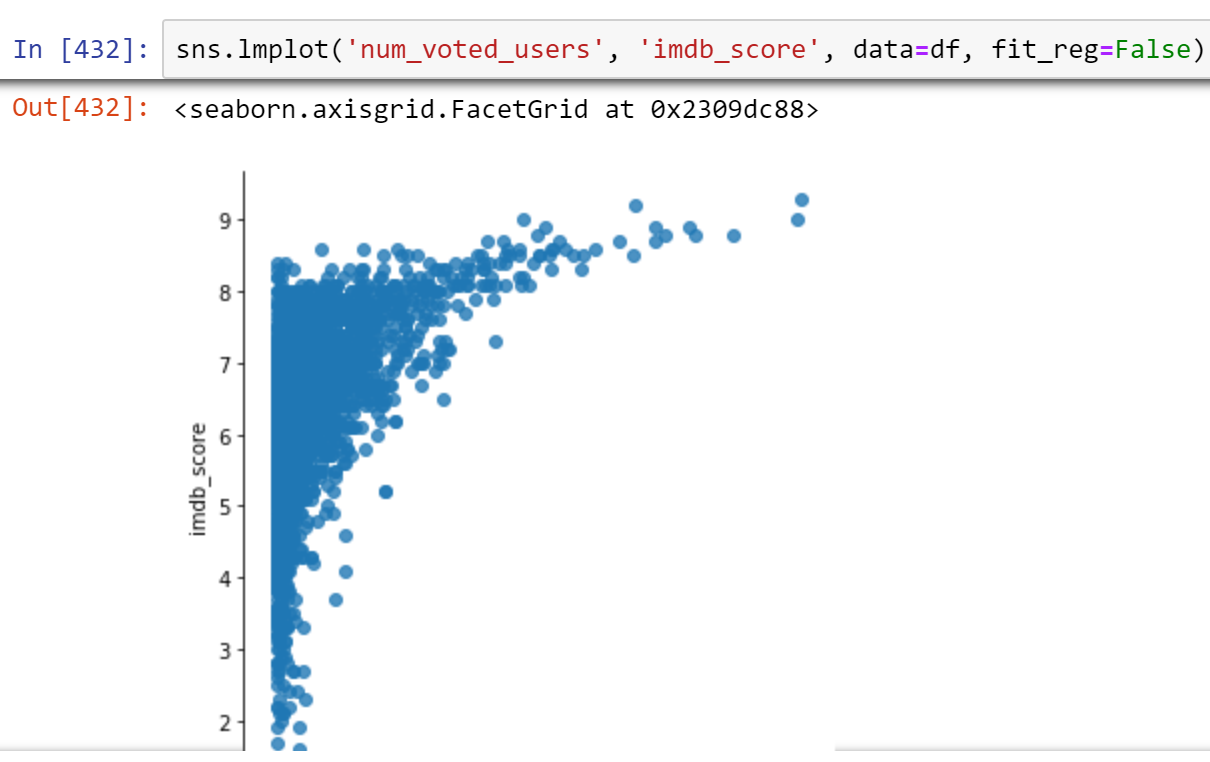 In [432]: sns.lmplot('num_voted_users', 'imdb_score', data=df, fit_reg=False)
Out[432]: <seaborn.axisgrid.FacetGrid at 0x2309dc88>
9
8
7
6
imdb_score
5
4
3
2